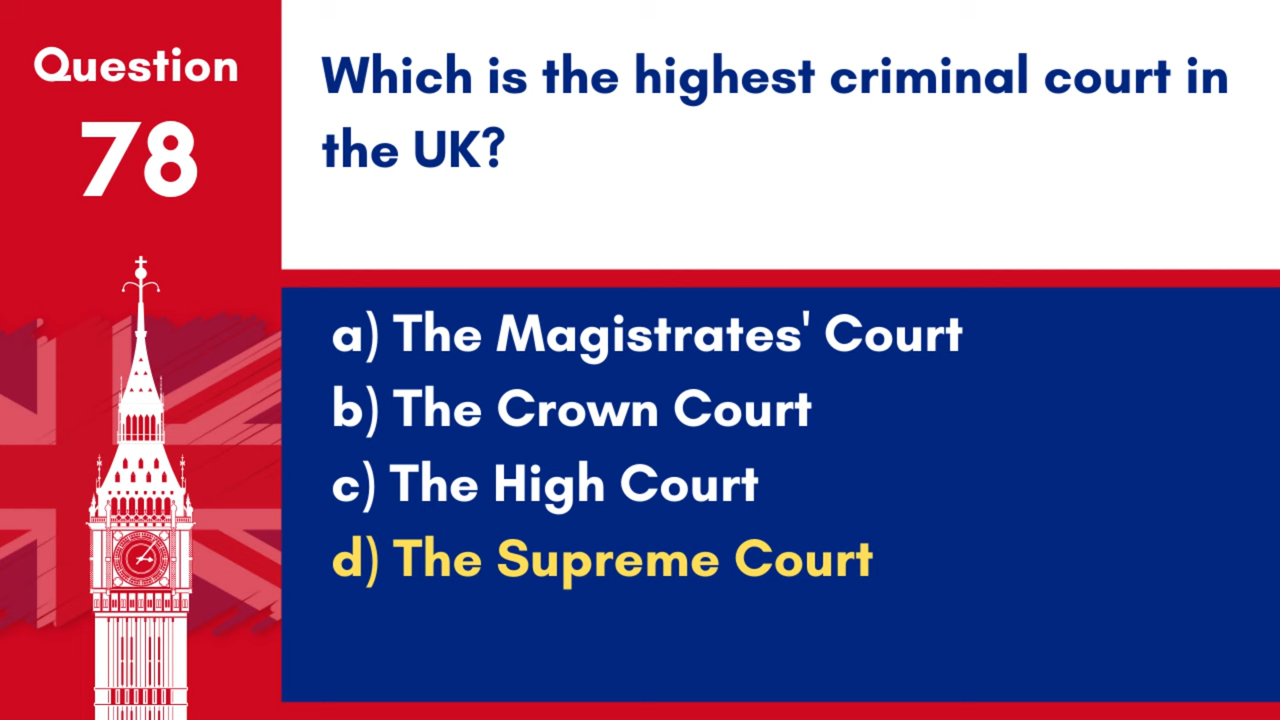 Question
78
Which is the highest criminal court in
the UK?
a) The Magistrates' Court
b) The Crown Court
c) The High Court
d) The Supreme Court